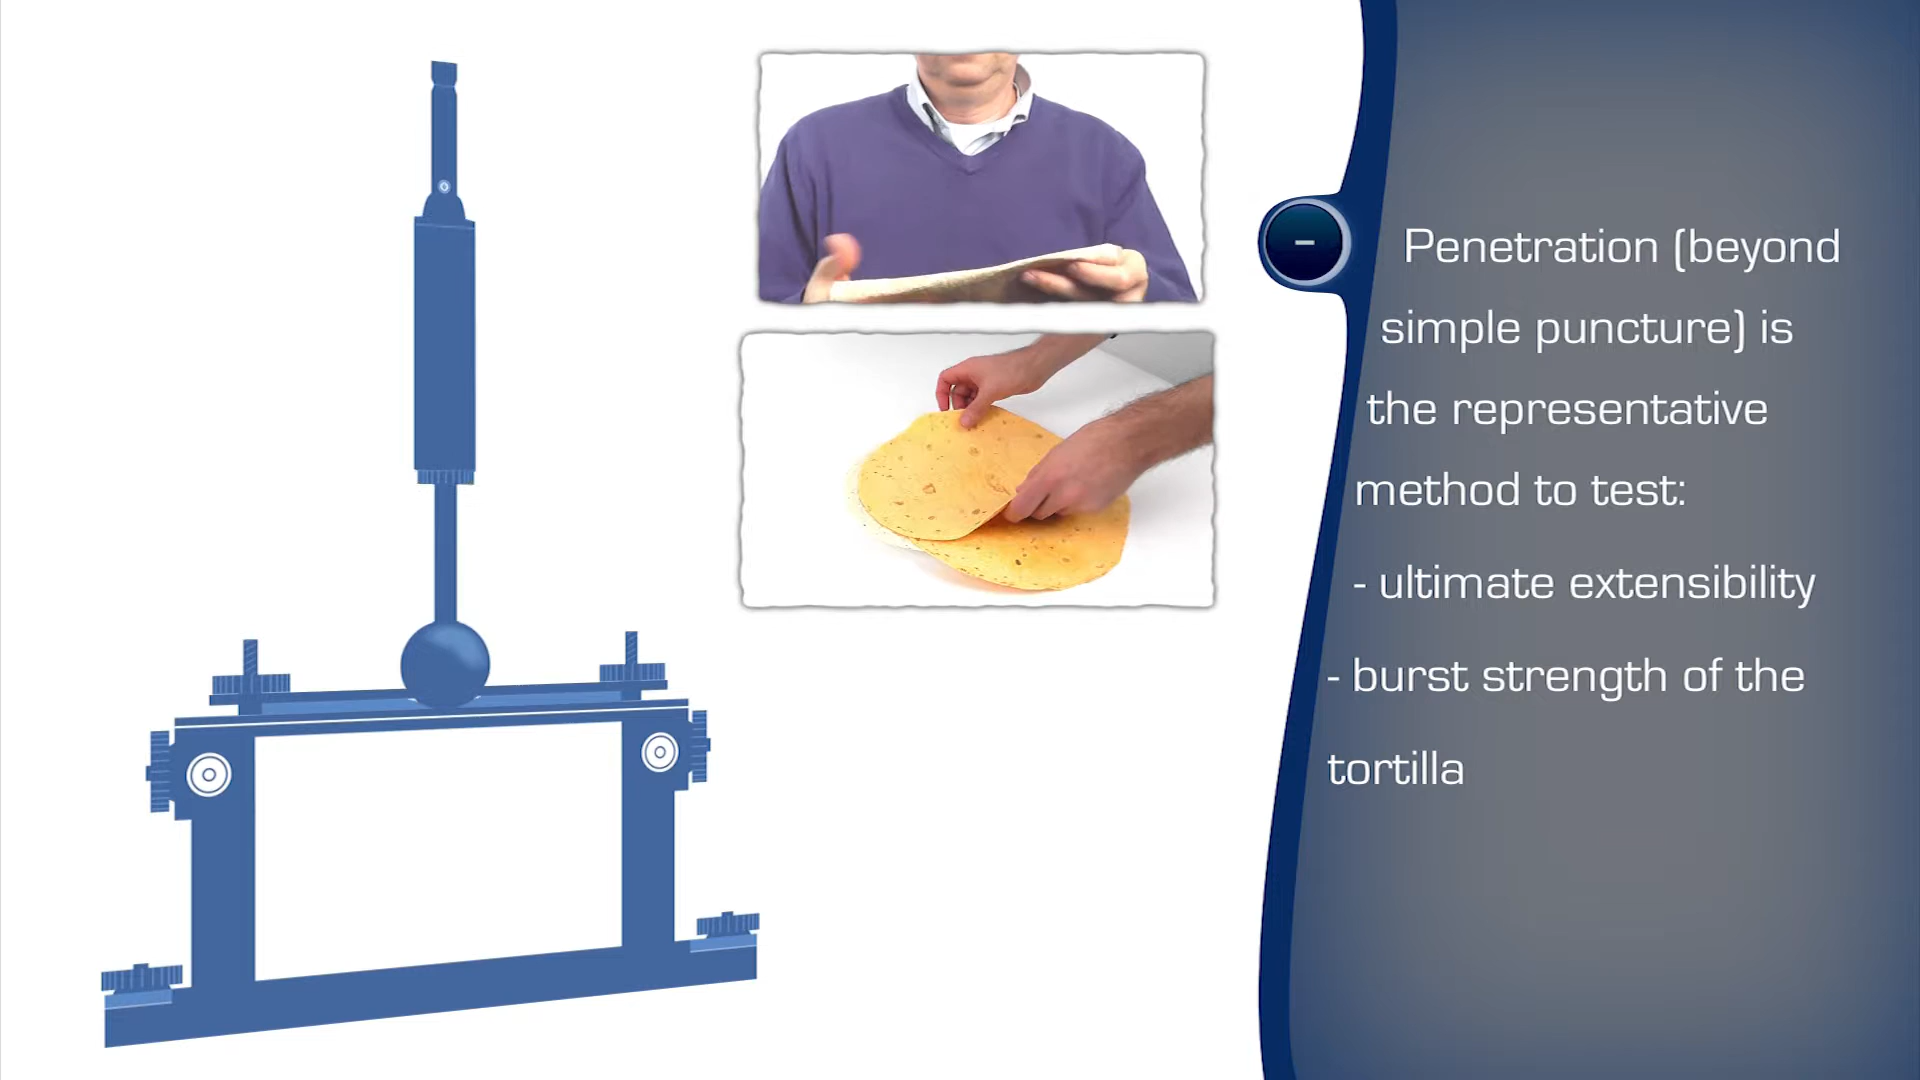 Penetration (beyond
simple puncture) is
the representative
method to test:
- ultimate extensibility
- burst strength of the
tortilla